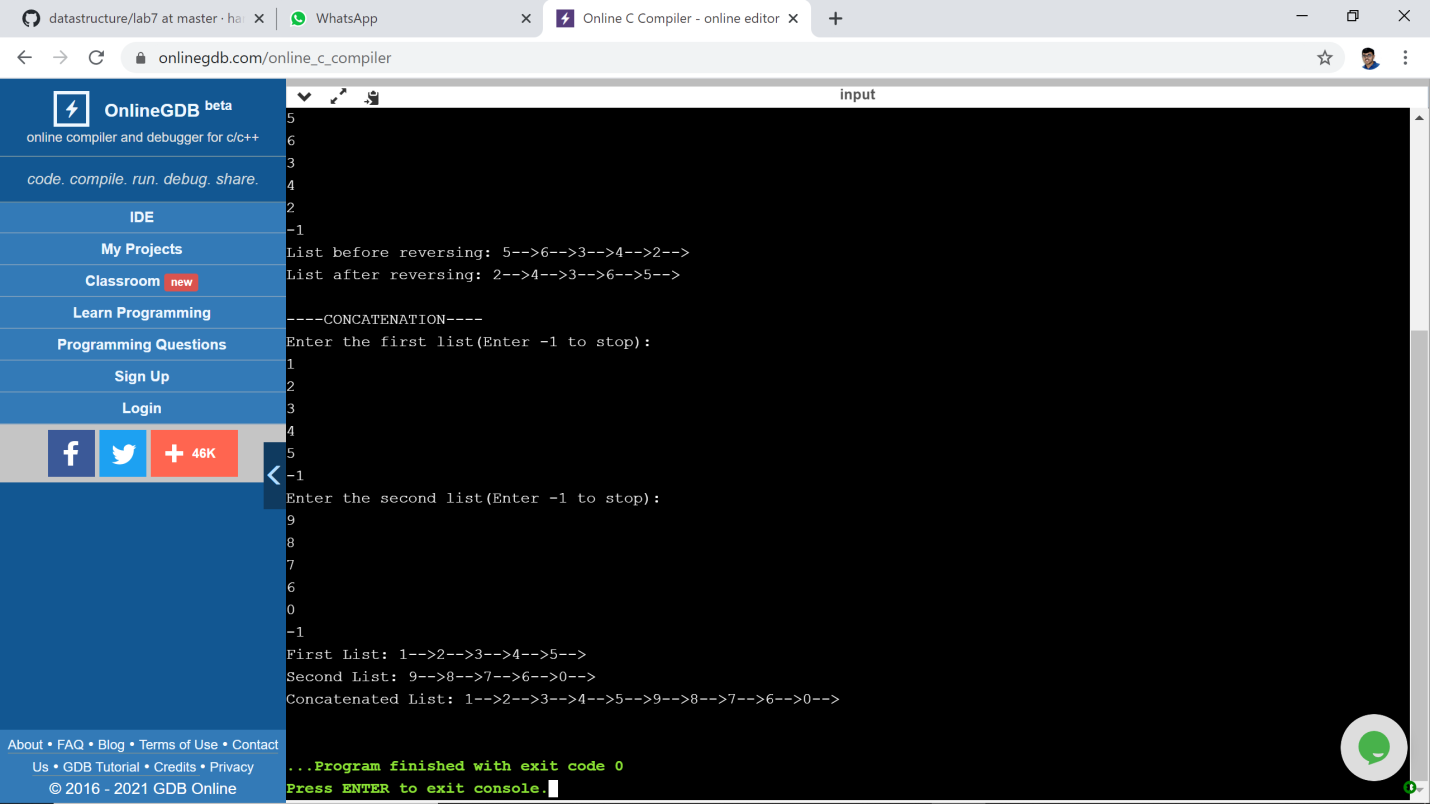 datastructure/lab7 at master · ha
WhatsApp
Online C Compiler - online editor
onlinegdb.com/online_c_compiler
OnlineGDB beta
online compiler and debugger for c/c++
code. compile. run. debug. share.
IDE
My Projects
Classroom new
Learn Programming
Programming Questions
Sign Up
Login
46K
About • FAQ • Blog • Terms of Use • Contact
Us • GDB Tutorial • Credits • Privacy
© 2016 - 2021 GDB Online
input
5
6
3
4
2
-1
List before reversing: 5-->6-->3-->4-->2-->
List after reversing: 2-->4-->3-->6-->5-->
----CONCATENATION----
Enter the first list(Enter -1 to stop):
1
2
3
4
5
-1
Enter the second list(Enter -1 to stop):
9
8
7
6
0
-1
First List: 1-->2-->3-->4-->5-->
Second List: 9-->8-->7-->6-->0-->
Concatenated List: 1-->2-->3-->4-->5-->9-->8-->7-->6-->0-->
...Program finished with exit code 0
Press ENTER to exit console.